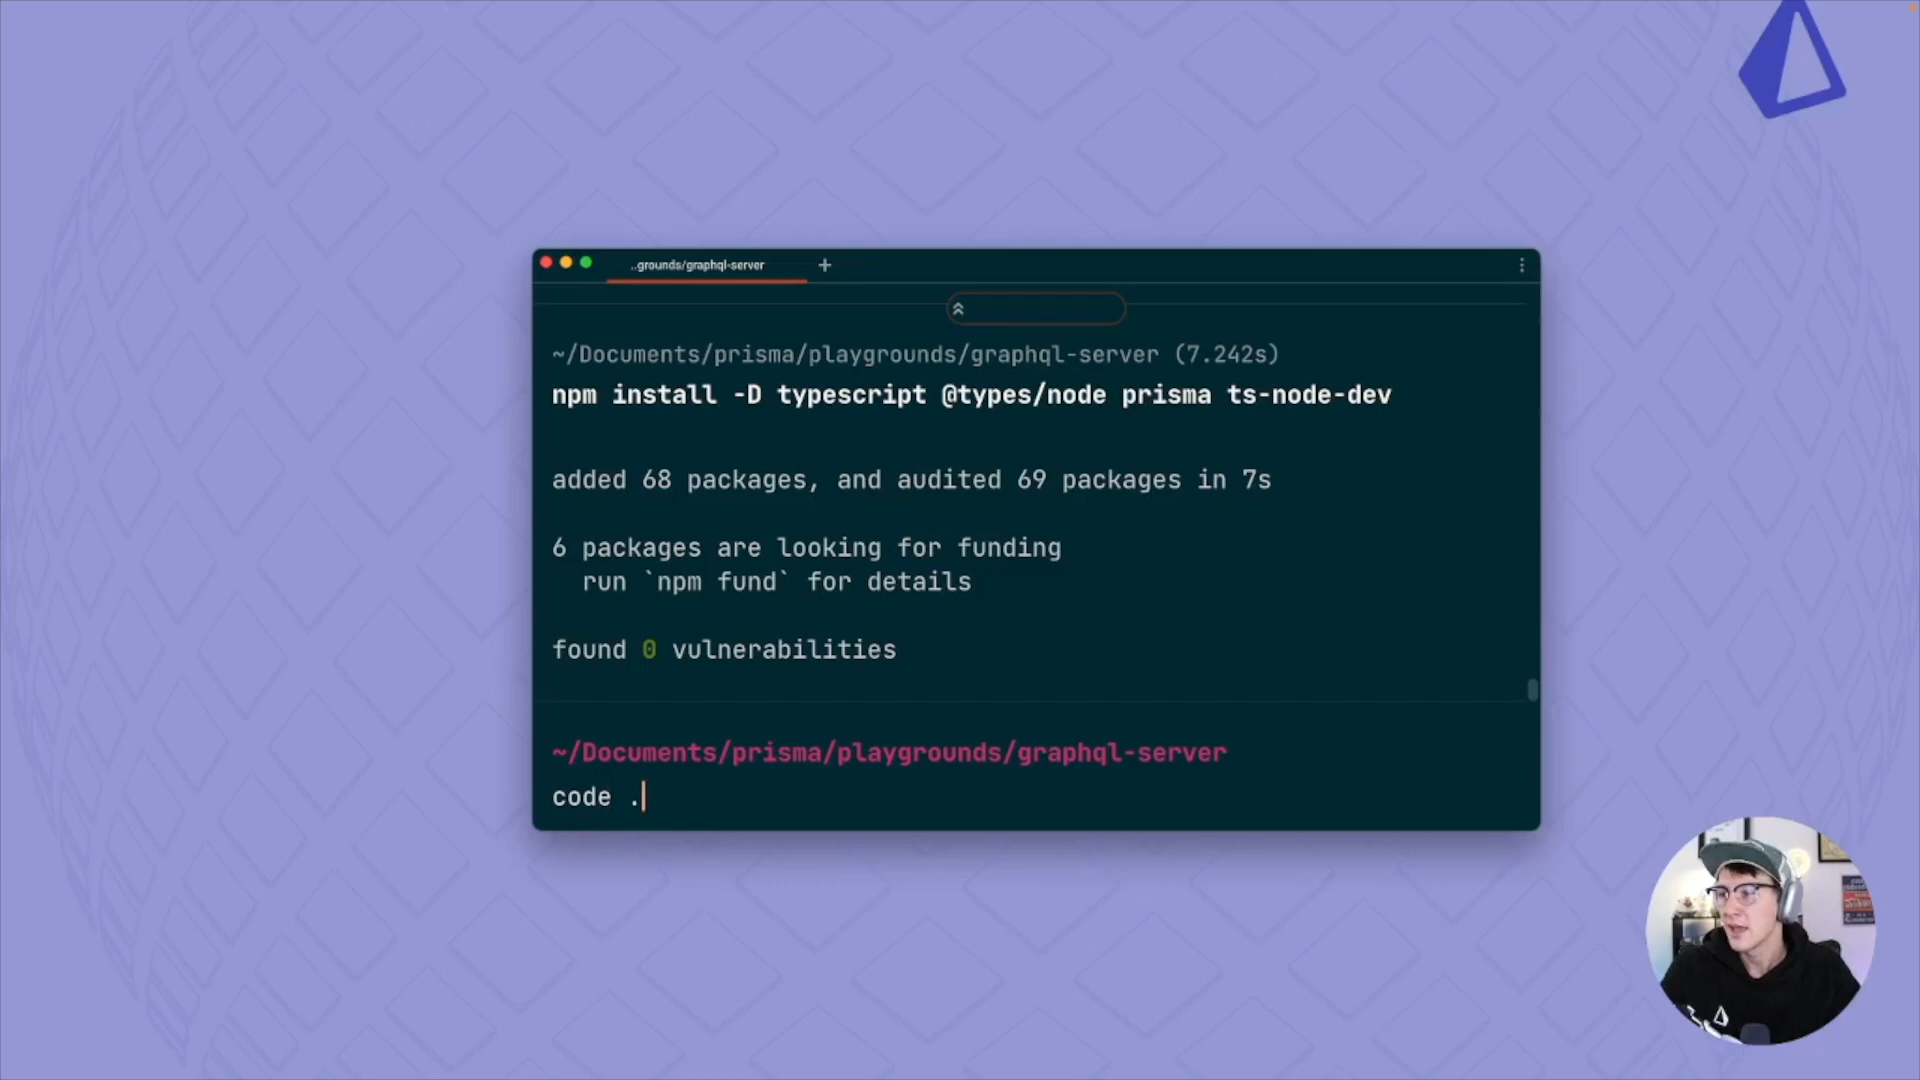 ..grounds/graphql-server
~/Documents/prisma/playgrounds/graphql-server (7.242s)
npm install -D typescript @types/node prisma ts-node-dev
added 68 packages, and audited 69 packages in 7s
6 packages are looking for funding
run `npm fund` for details
found 0 vulnerabilities
~/Documents/prisma/playgrounds/graphql-server
code .